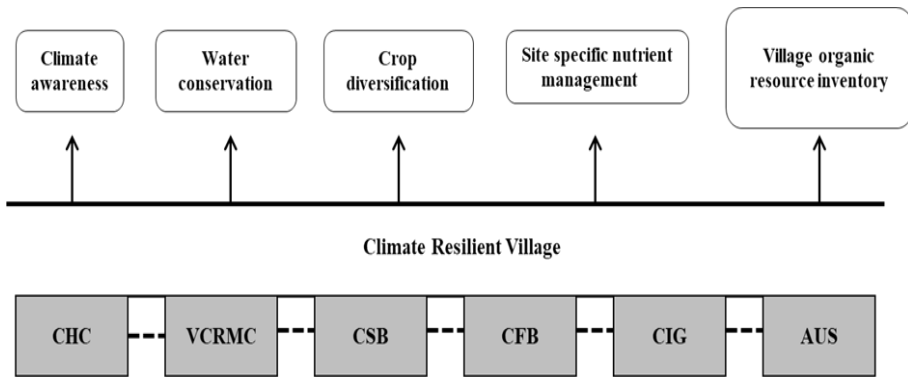 Climate
awareness
Water
conservation
Crop
diversification
Site specific nutrient
management
Village organic
resource inventory
Climate Resilient Village
CHC
VCRMC
CSB
CFB
CIG
AUS